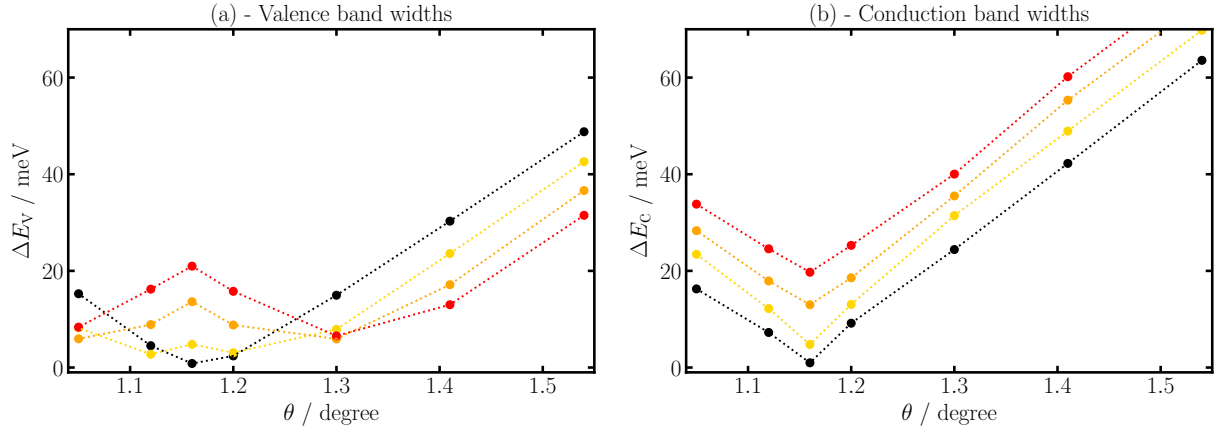 (a) - Valence band widths
(b) - Conduction band widths
60
40
20
0
ΔE_v / meV
1.1 1.2 1.3 1.4 1.5
θ / degree
60
40
20
0
ΔE_c / meV
1.1 1.2 1.3 1.4 1.5
θ / degree